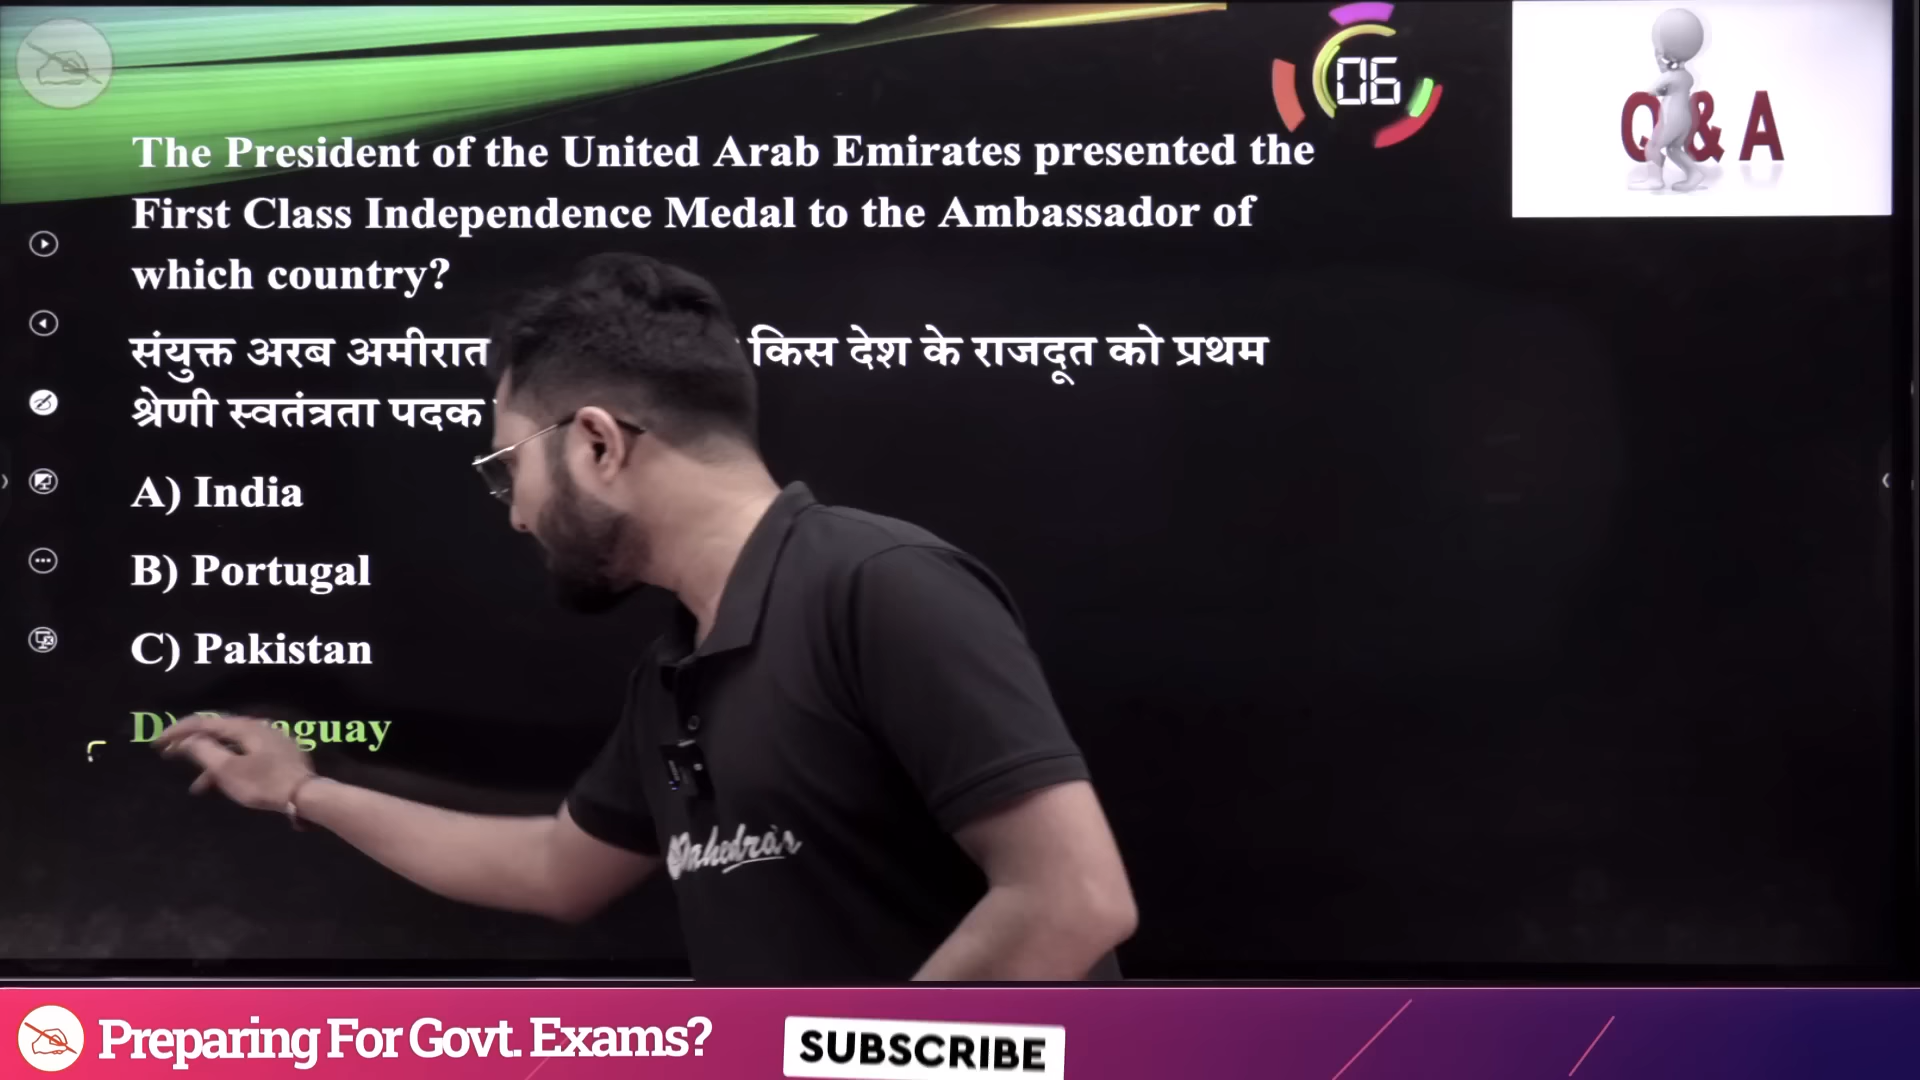 06
Q & A
The President of the United Arab Emirates presented the
First Class Independence Medal to the Ambassador of
which country?
संयुक्त अरब अमीरात किस देश के राजदूत को प्रथम
श्रेणी स्वतंत्रता पदक
A) India
B) Portugal
C) Pakistan
D)
Mahedra's
Preparing For Govt. Exams?
SUBSCRIBE